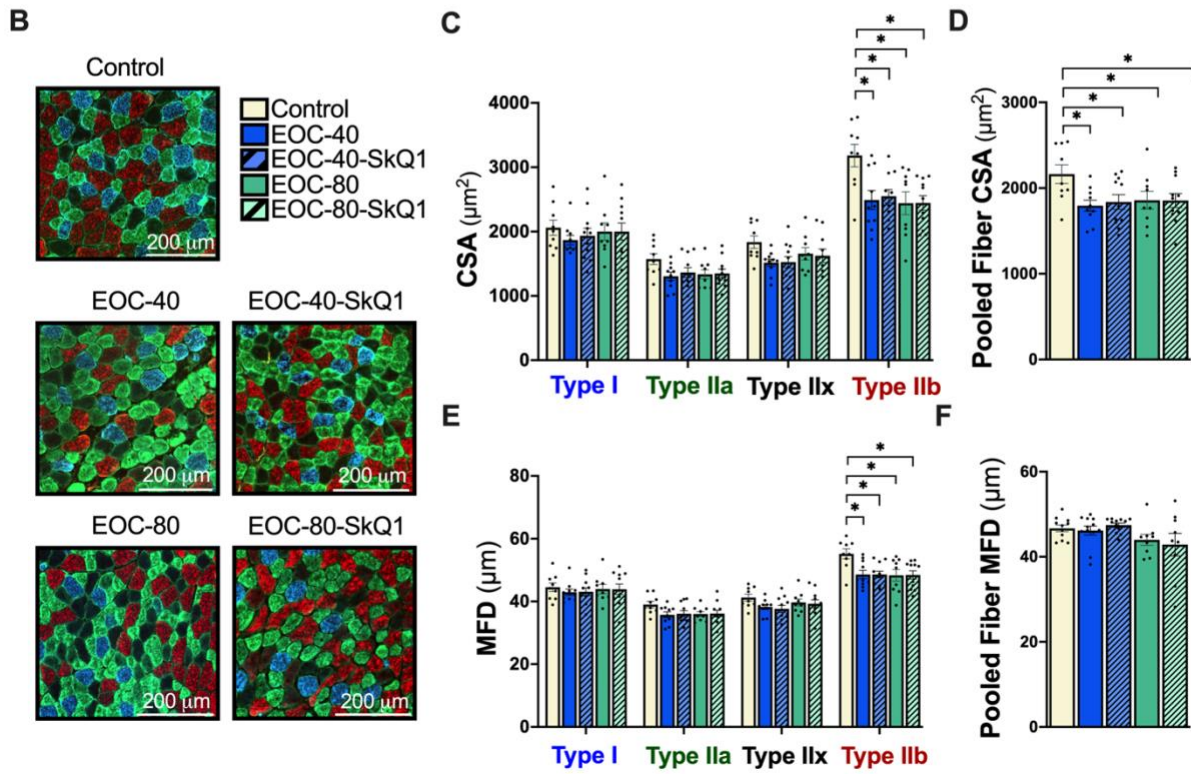 B
Control
200 μm
Control
EOC-40
EOC-40-SkQ1
EOC-80
EOC-80-SkQ1
EOC-40
EOC-40-SkQ1
200 μm
200 μm
EOC-80
EOC-80-SkQ1
200 μm
200 μm
C
CSA (μm²)
4000
3000
2000
1000
0
* 
*
*
*
Type I
Type IIa
Type IIx
Type IIb
D
Pooled Fiber CSA (μm²)
3000
2000
1000
0
*
*
*
*
E
MFD (μm)
80
60
40
20
0
*
*
*
*
Type I
Type IIa
Type IIx
Type IIb
F
Pooled Fiber MFD (μm)
60
40
20
0